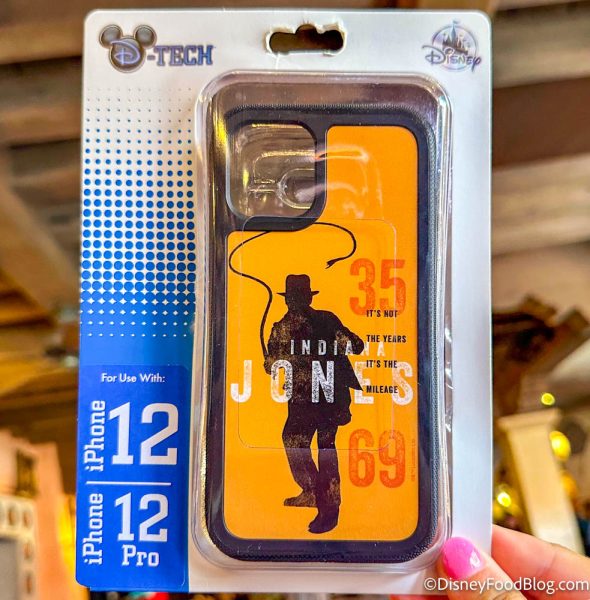 D-TECH
Disney
35
IT'S NOT
THE YEARS
IT'S THE
MILEAGE
INDIANA
JONES
69
For Use With:
iPhone 12
iPhone 12 Pro
©DisneyFoodBlog.com